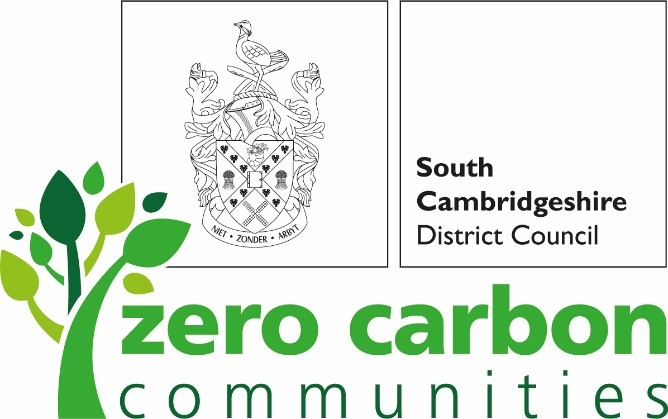 NIET • ZONDER • ARBYT
South
Cambridgeshire
District Council
zero carbon
communities